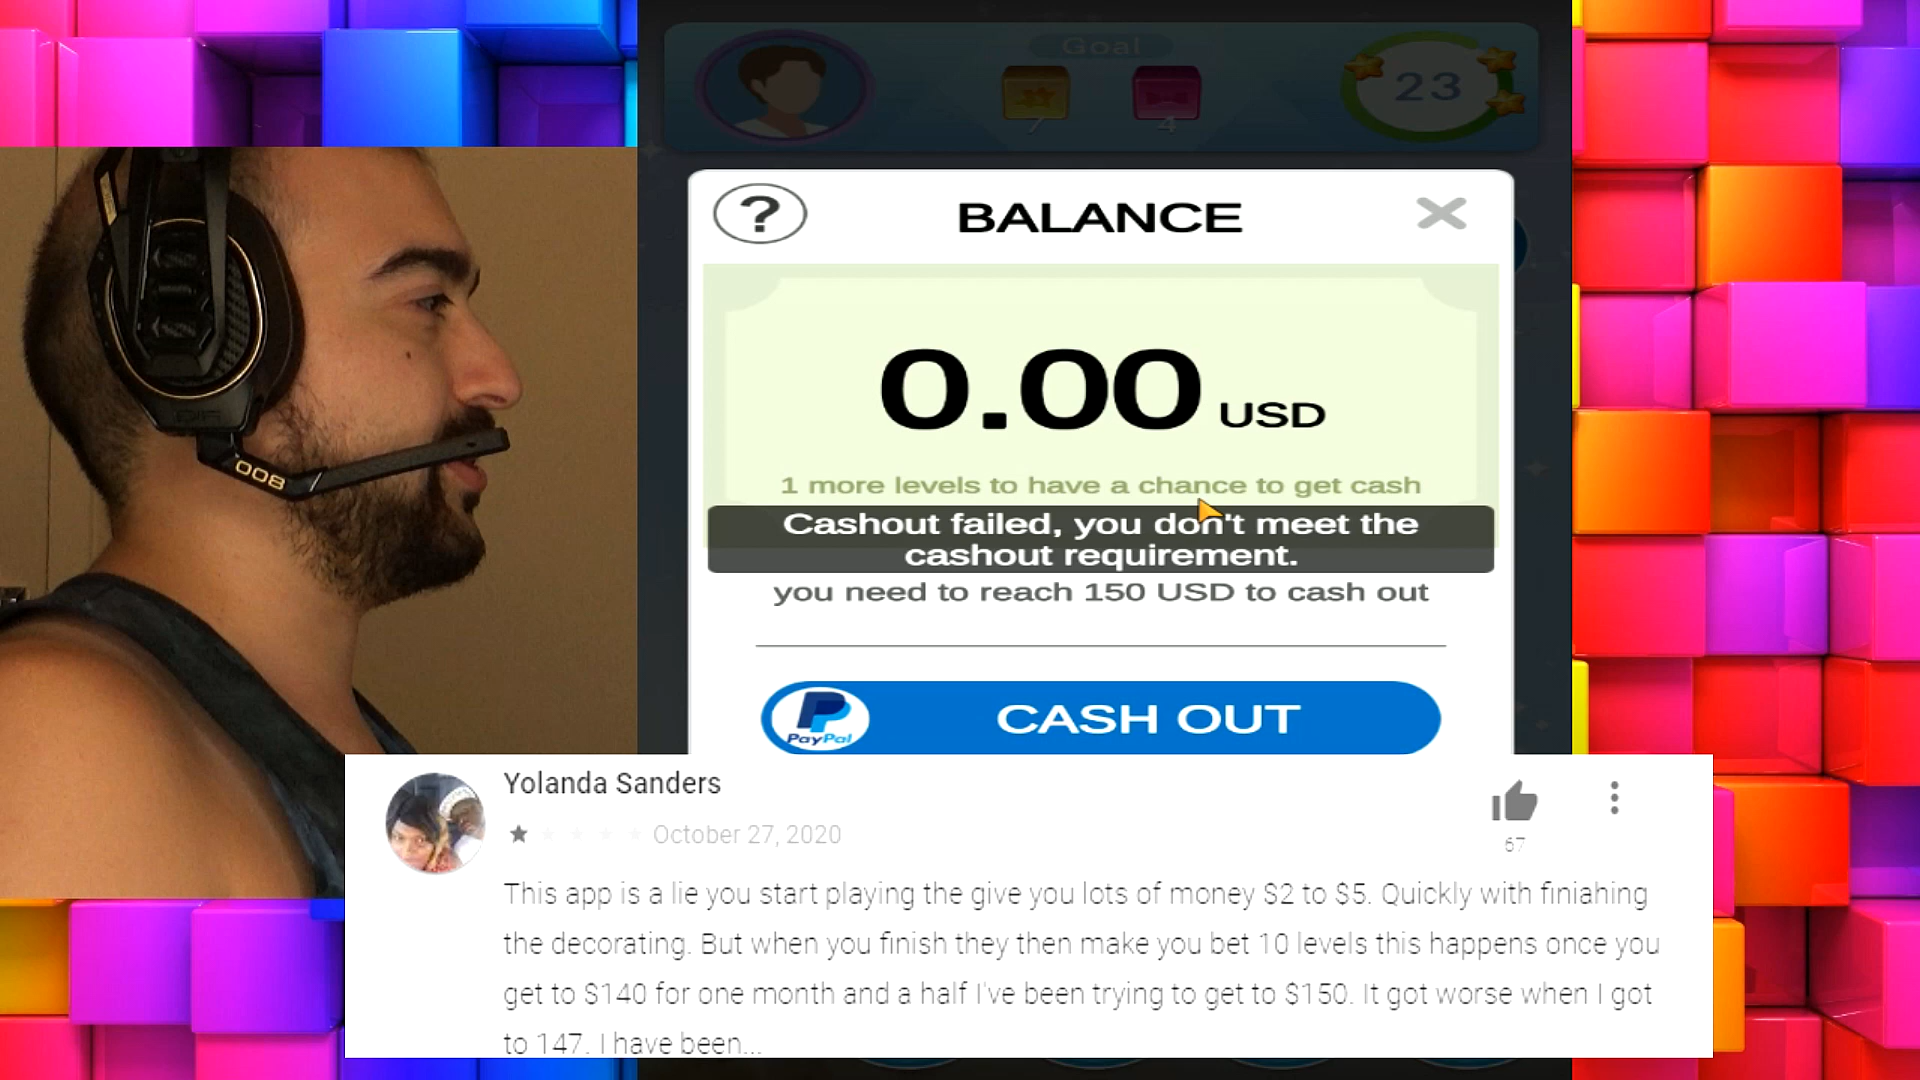 Goal
7
4
23
?
BALANCE
0.00 USD
1 more levels to have a chance to get cash
Cashout failed, you don't meet the
cashout requirement.
you need to reach 150 USD to cash out
PayPal
CASH OUT
008
Yolanda Sanders
October 27, 2020
67
This app is a lie you start playing the give you lots of money $2 to $5. Quickly with finiahing
the decorating. But when you finish they then make you bet 10 levels this happens once you
get to $140 for one month and a half I've been trying to get to $150. It got worse when I got
to 147. I have been...